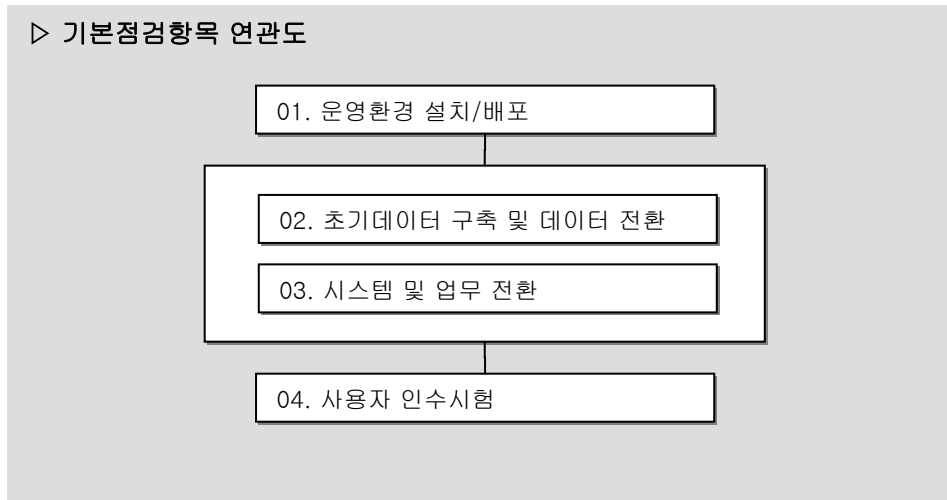 ▷ 기본점검항목 연관도
01. 운영환경 설치/배포
02. 초기데이터 구축 및 데이터 전환
03. 시스템 및 업무 전환
04. 사용자 인수시험